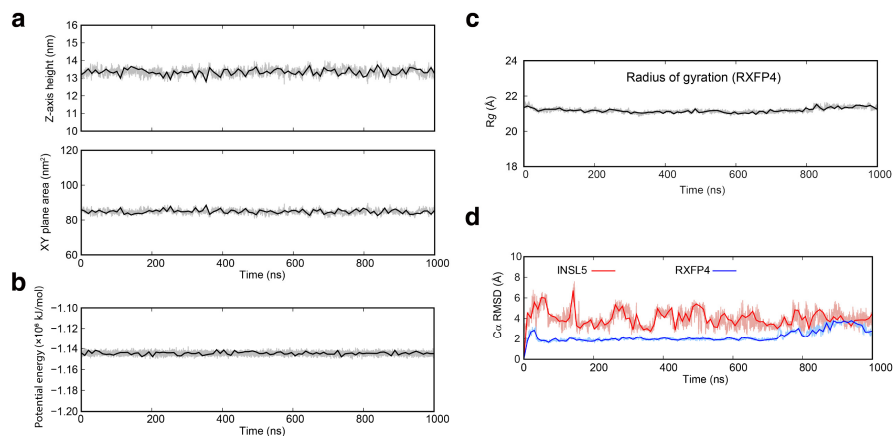 a
16
15
14
13
12
11
10
Z-axis height (nm)
120
100
80
60
XY plane area (nm²)
0 200 400 600 800 1000
Time (ns)
b
−1.10
−1.12
−1.14
−1.16
−1.18
−1.20
Potential energy (×10⁶ kJ/mol)
0 200 400 600 800 1000
Time (ns)
c
Radius of gyration (RXFP4)
24
22
20
18
Rg (Å)
0 200 400 600 800 1000
Time (ns)
d
INSL5 RXFP4
10
8
6
4
2
0
Cα RMSD (Å)
0 200 400 600 800 1000
Time (ns)